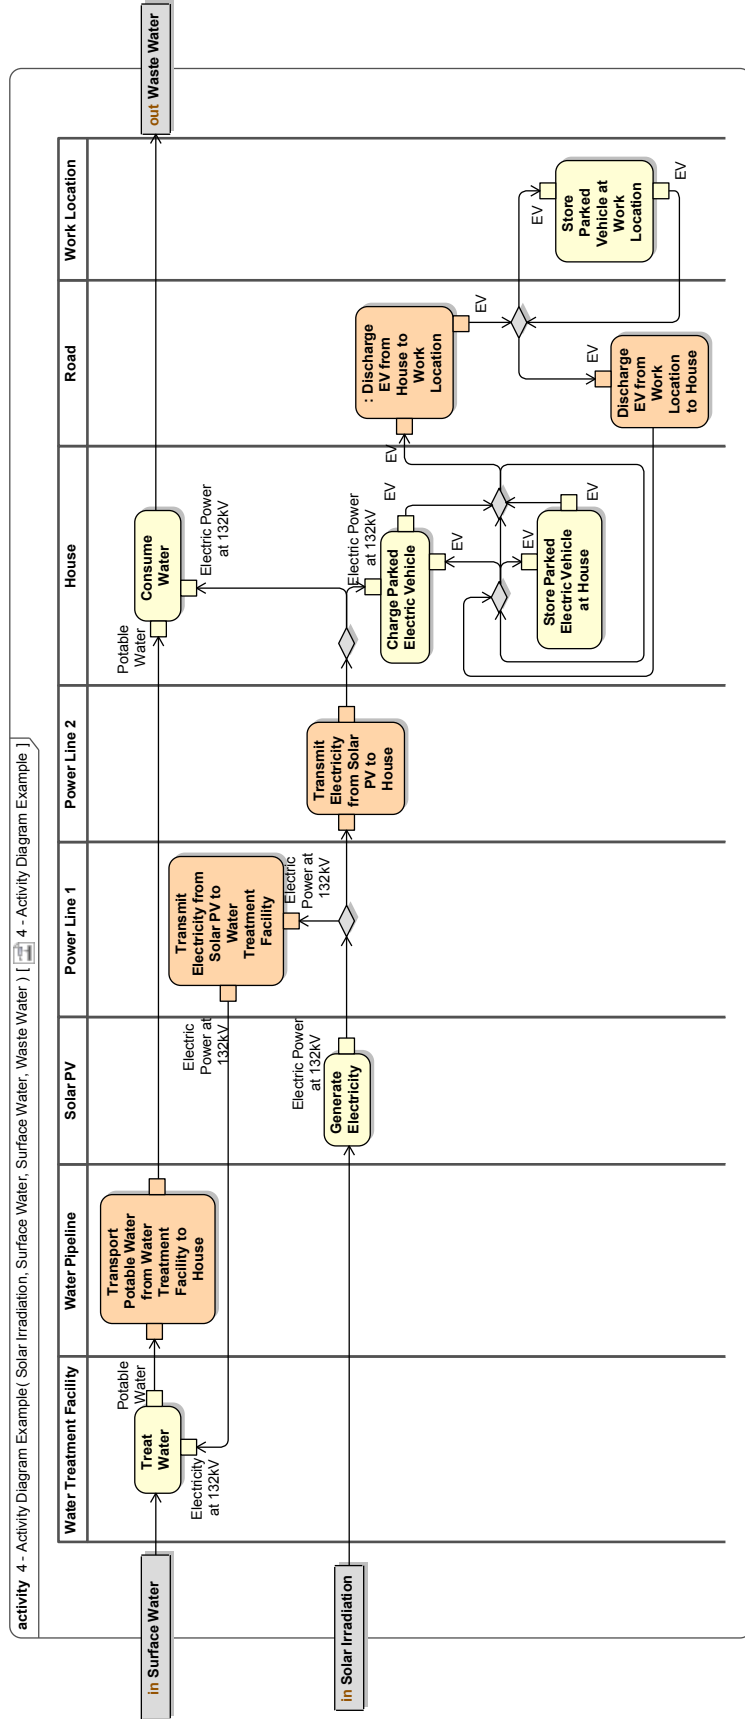 activity 4 - Activity Diagram Example( Solar Irradiation, Surface Water, Waste Water ) [ 4 - Activity Diagram Example ]
Water Treatment Facility
Water Pipeline
Solar PV
Power Line 1
Power Line 2
House
Road
Work Location
in Surface Water
in Solar Irradiation
out Waste Water
Treat
Water
Potable
Water
Electricity
at 132kV
Transport
Potable Water
from Water
Treatment
Facility to
House
Generate
Electricity
Electric Power
at 132kV
Electric
Power at
132kV
Transmit
Electricity from
Solar PV to
Water
Treatment
Facility
Electric
Power at
132kV
Transmit
Electricity
from Solar
PV to
House
Potable
Water
Consume
Water
Electric Power
at 132kV
Electric Power
at 132kV
Charge Parked
Electric Vehicle
EV
EV
Store Parked
Electric Vehicle
at House
EV
EV
EV
: Discharge
EV from
House to
Work
Location
EV
Discharge
EV from
Work
Location
to House
EV
Store
Parked
Vehicle at
Work
Location
EV
EV